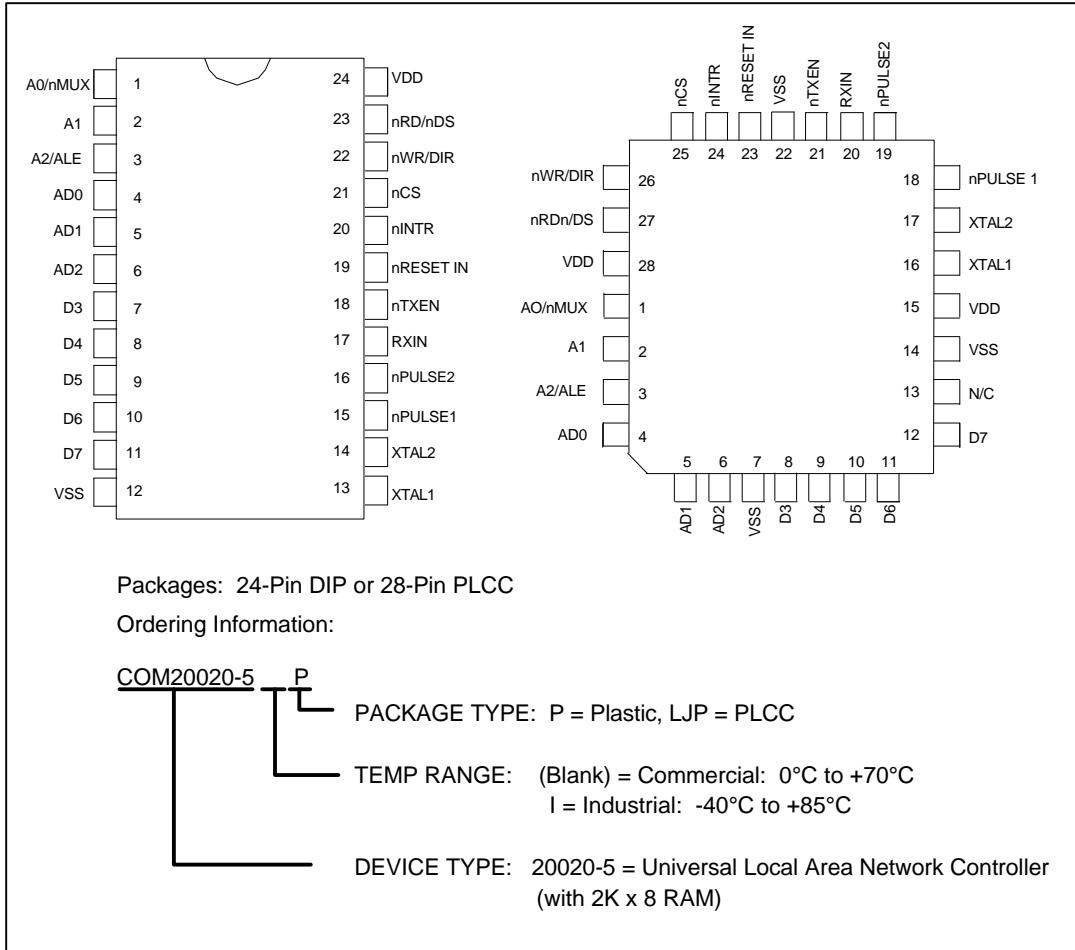 A0/nMUX 1
A1 2
A2/ALE 3
AD0 4
AD1 5
AD2 6
D3 7
D4 8
D5 9
D6 10
D7 11
VSS 12
24 VDD
23 nRD/nDS
22 nWR/DIR
21 nCS
20 nINTR
19 nRESET IN
18 nTXEN
17 RXIN
16 nPULSE2
15 nPULSE1
14 XTAL2
13 XTAL1
nCS nINTR nRESET IN VSS nTXEN RXIN nPULSE2
25 24 23 22 21 20 19
nWR/DIR 26
nRDn/DS 27
VDD 28
AO/nMUX 1
A1 2
A2/ALE 3
AD0 4
18 nPULSE 1
17 XTAL2
16 XTAL1
15 VDD
14 VSS
13 N/C
12 D7
5 6 7 8 9 10 11
AD1 AD2 VSS D3 D4 D5 D6
Packages: 24-Pin DIP or 28-Pin PLCC
Ordering Information:
COM20020-5 P
PACKAGE TYPE: P = Plastic, LJP = PLCC
TEMP RANGE: (Blank) = Commercial: 0°C to +70°C
I = Industrial: -40°C to +85°C
DEVICE TYPE: 20020-5 = Universal Local Area Network Controller
(with 2K x 8 RAM)